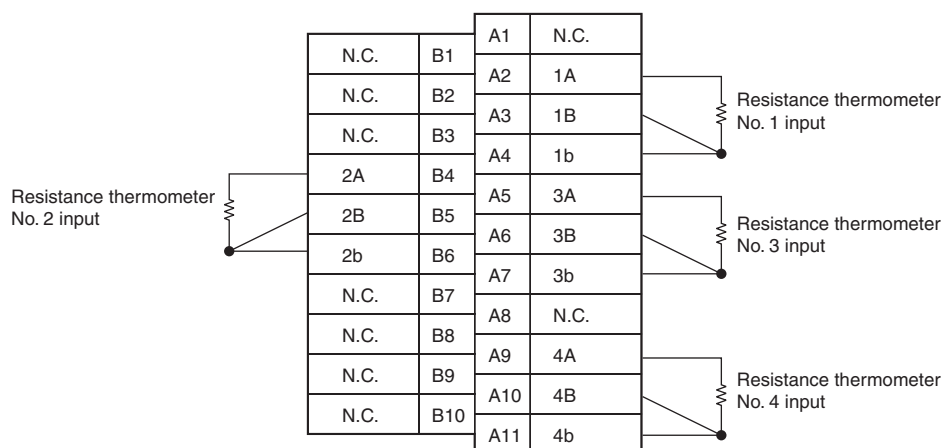 A1 N.C.
N.C. B1
A2 1A
N.C. B2
A3 1B
Resistance thermometer
No. 1 input
N.C. B3
A4 1b
2A B4
A5 3A
Resistance thermometer
No. 2 input
2B B5
A6 3B
Resistance thermometer
No. 3 input
2b B6
A7 3b
N.C. B7
A8 N.C.
N.C. B8
A9 4A
N.C. B9
A10 4B
Resistance thermometer
No. 4 input
N.C. B10
A11 4b